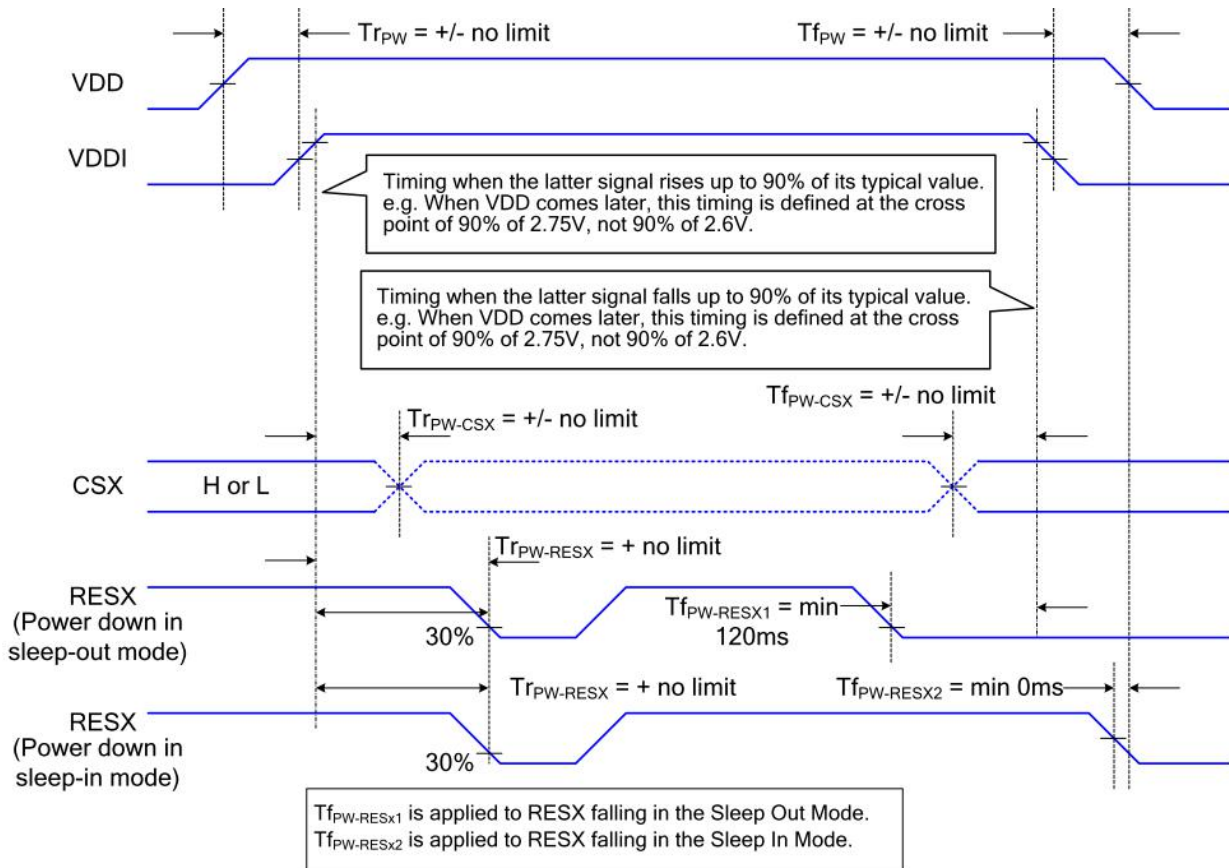 TrPW = +/- no limit
TfPW = +/- no limit
VDD
VDDI
Timing when the latter signal rises up to 90% of its typical value.
e.g. When VDD comes later, this timing is defined at the cross
point of 90% of 2.75V, not 90% of 2.6V.
Timing when the latter signal falls up to 90% of its typical value.
e.g. When VDD comes later, this timing is defined at the cross
point of 90% of 2.75V, not 90% of 2.6V.
TrPW-CSX = +/- no limit
TfPW-CSX = +/- no limit
CSX
H or L
TrPW-RESX = + no limit
RESX
(Power down in
sleep-out mode)
30%
TfPW-RESX1 = min
120ms
TrPW-RESX = + no limit
TfPW-RESX2 = min 0ms
RESX
(Power down in
sleep-in mode)
30%
TfPW-RESx1 is applied to RESX falling in the Sleep Out Mode.
TfPW-RESx2 is applied to RESX falling in the Sleep In Mode.